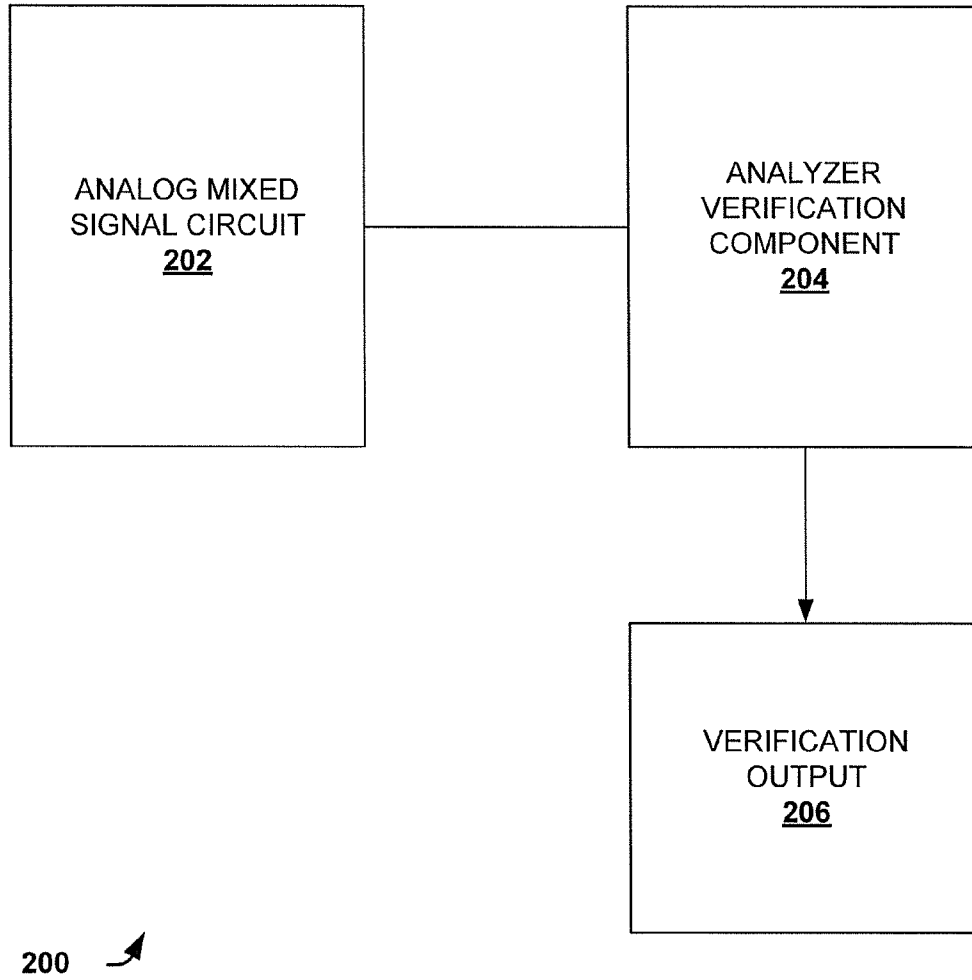 ANALOG MIXED
SIGNAL CIRCUIT
202
ANALYZER
VERIFICATION
COMPONENT
204
VERIFICATION
OUTPUT
206
200